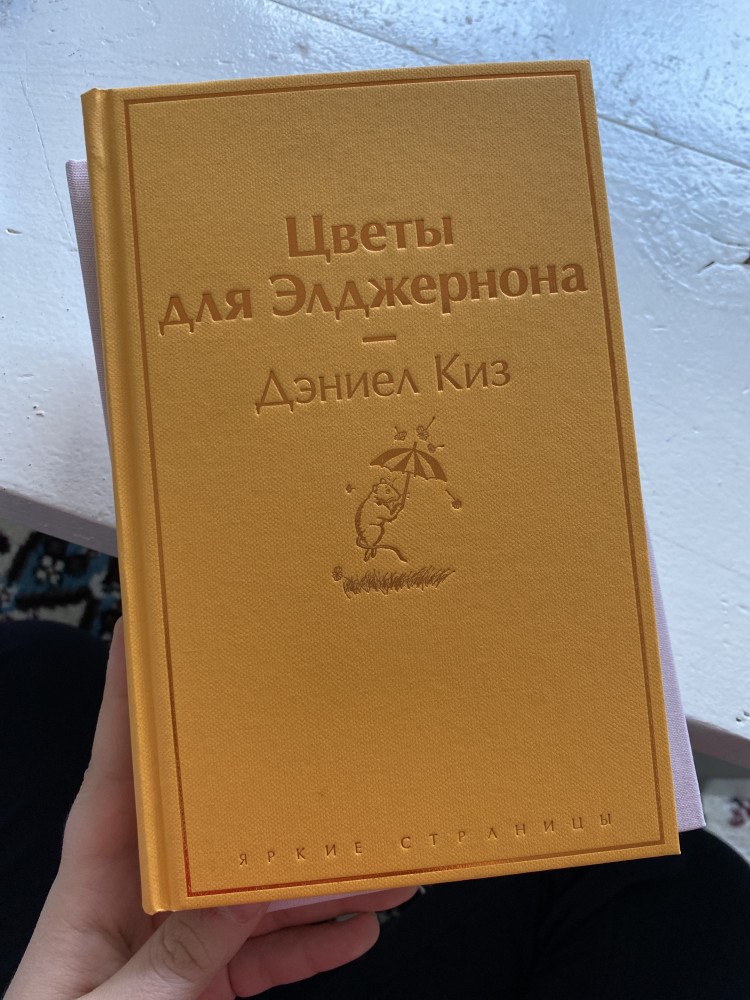 Цветы
для Элджернона
—
Дэниел Киз
ЯРКИЕ СТРАНИЦЫ